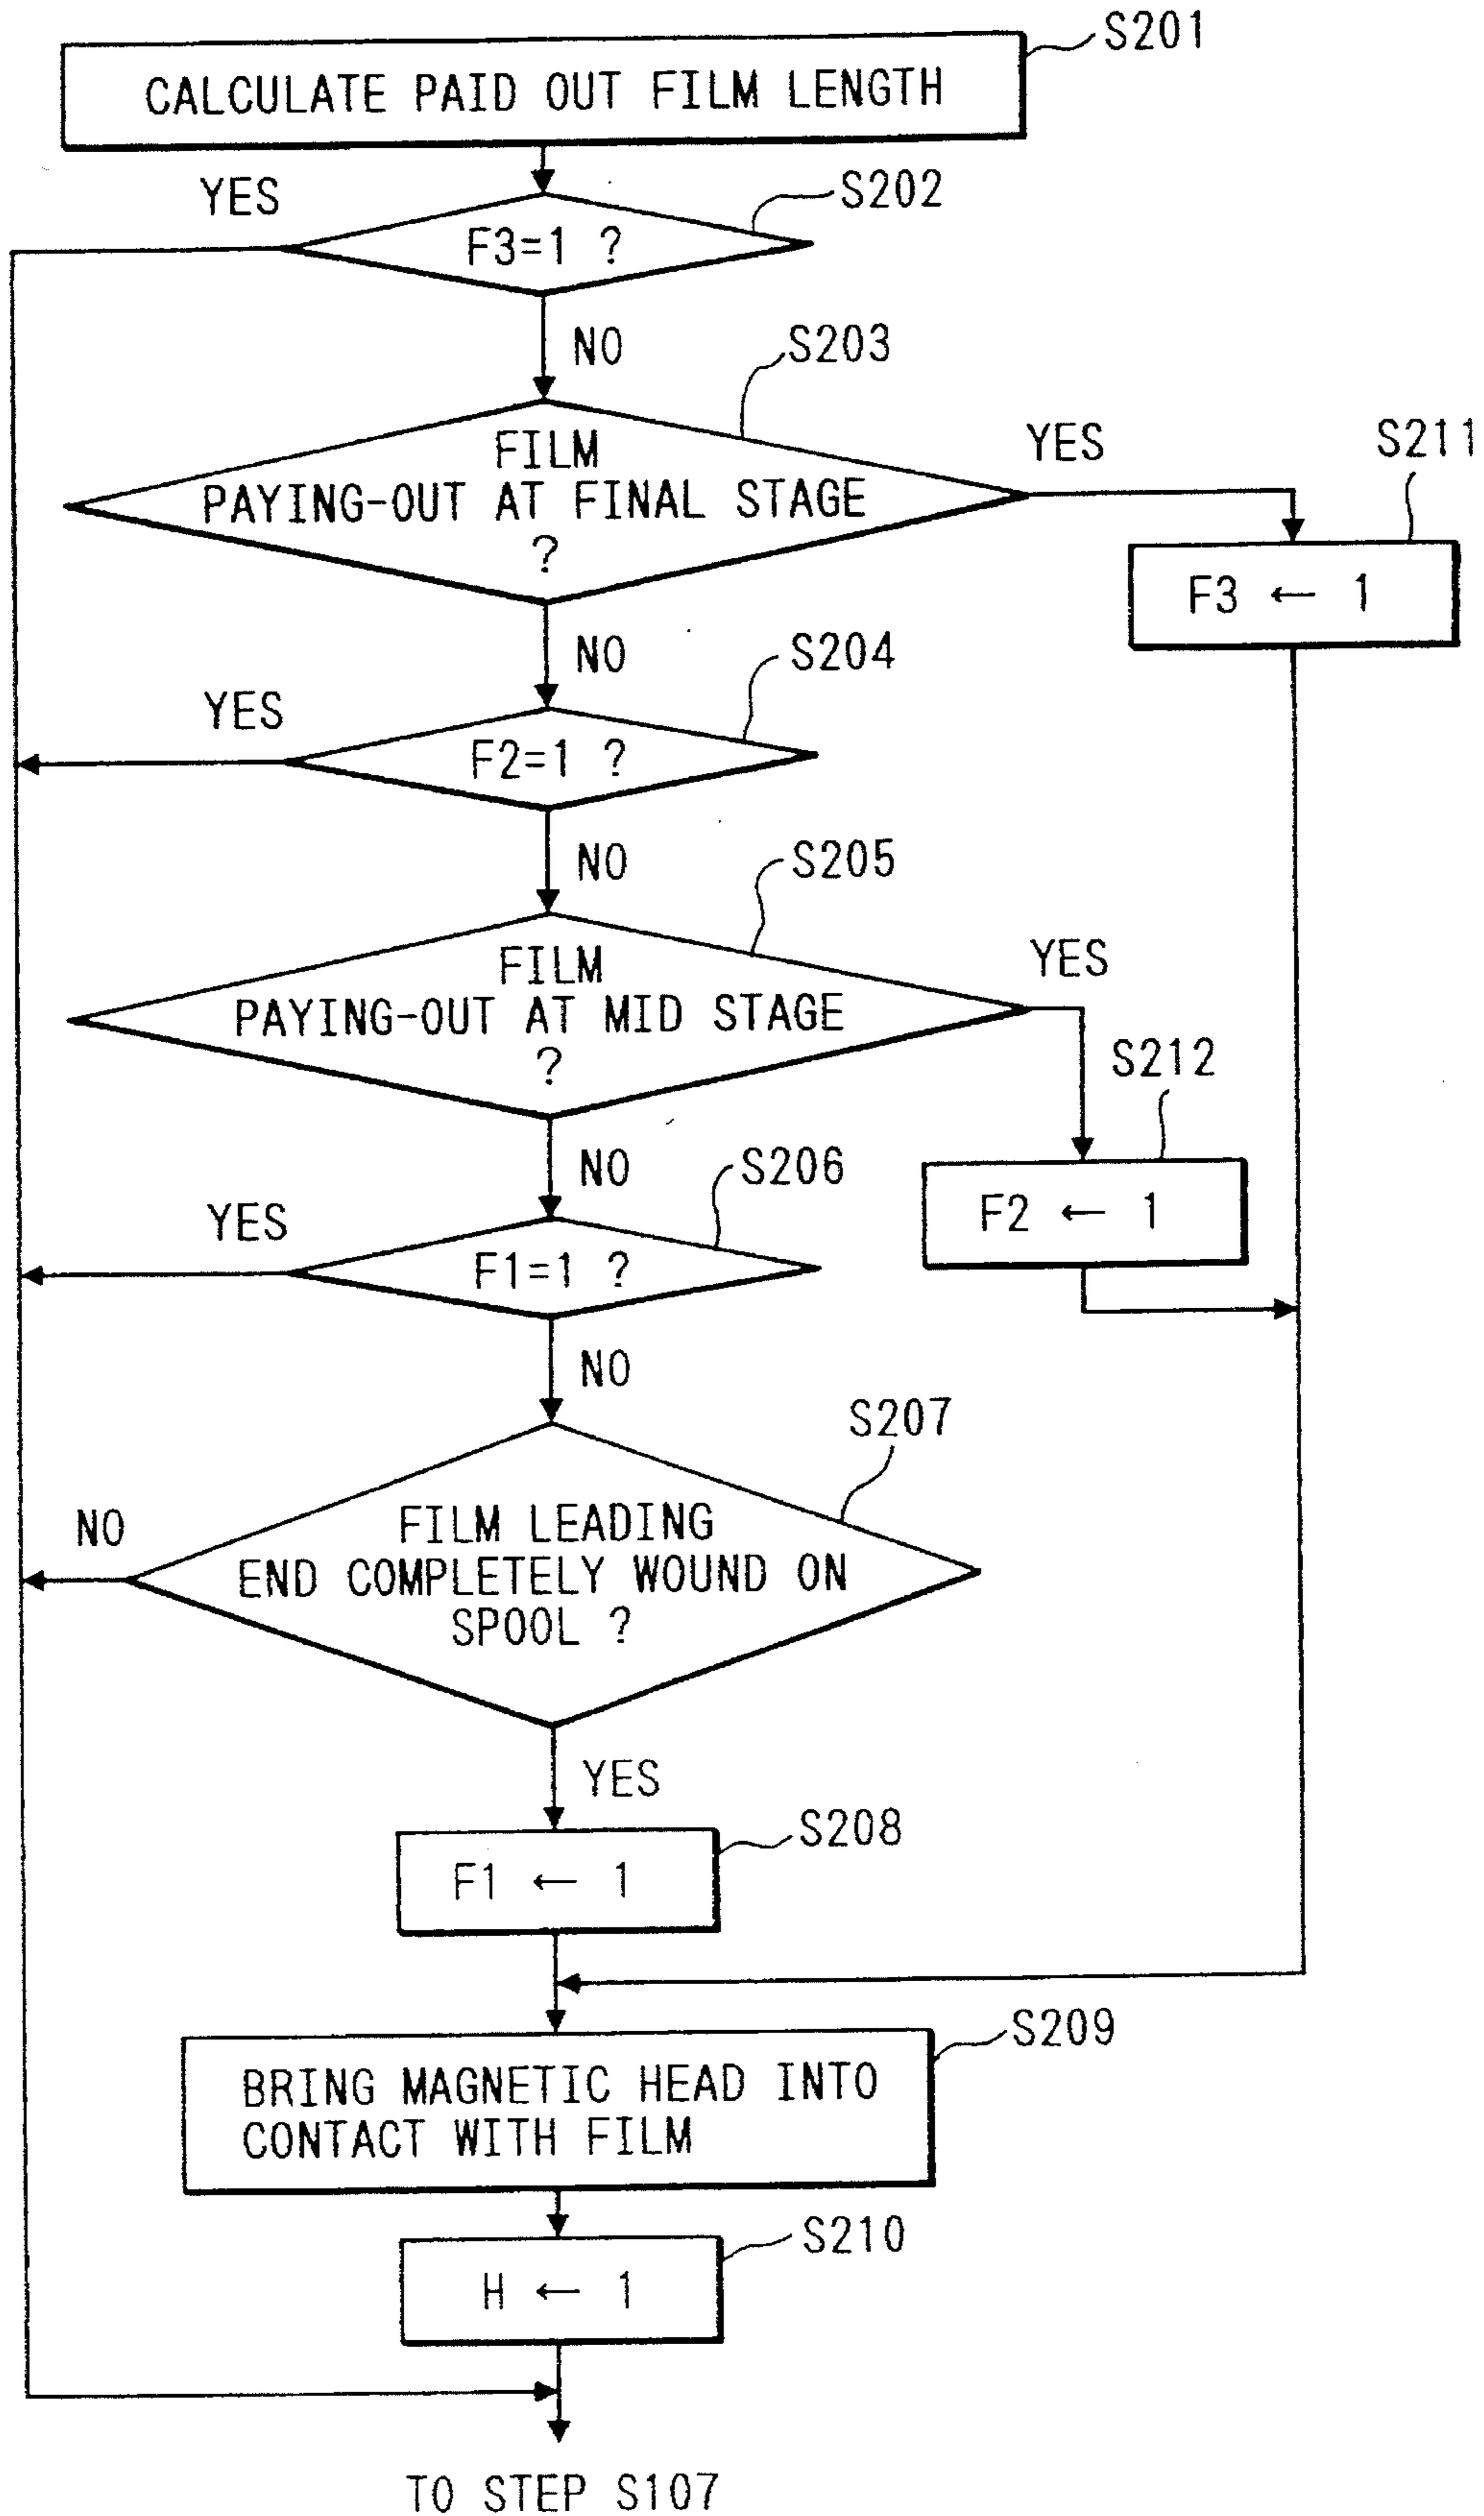 S201
CALCULATE PAID OUT FILM LENGTH
YES
S202
F3=1 ?
NO
S203
FILM
PAYING-OUT AT FINAL STAGE
?
YES
S211
F3 ← 1
NO
S204
YES
F2=1 ?
NO
S205
FILM
PAYING-OUT AT MID STAGE
?
YES
S212
F2 ← 1
NO
S206
YES
F1=1 ?
NO
S207
NO
FILM LEADING
END COMPLETELY WOUND ON
SPOOL ?
YES
S208
F1 ← 1
S209
BRING MAGNETIC HEAD INTO
CONTACT WITH FILM
S210
H ← 1
TO STEP S107